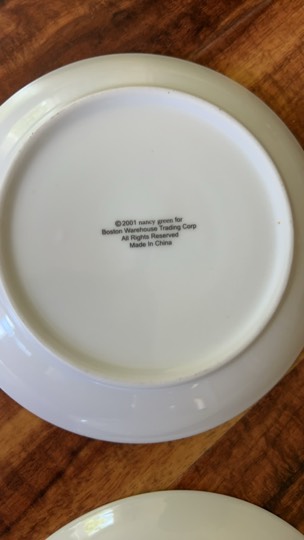 ©2001 nancy green for
Boston Warehouse Trading Corp
All Rights Reserved
Made In China